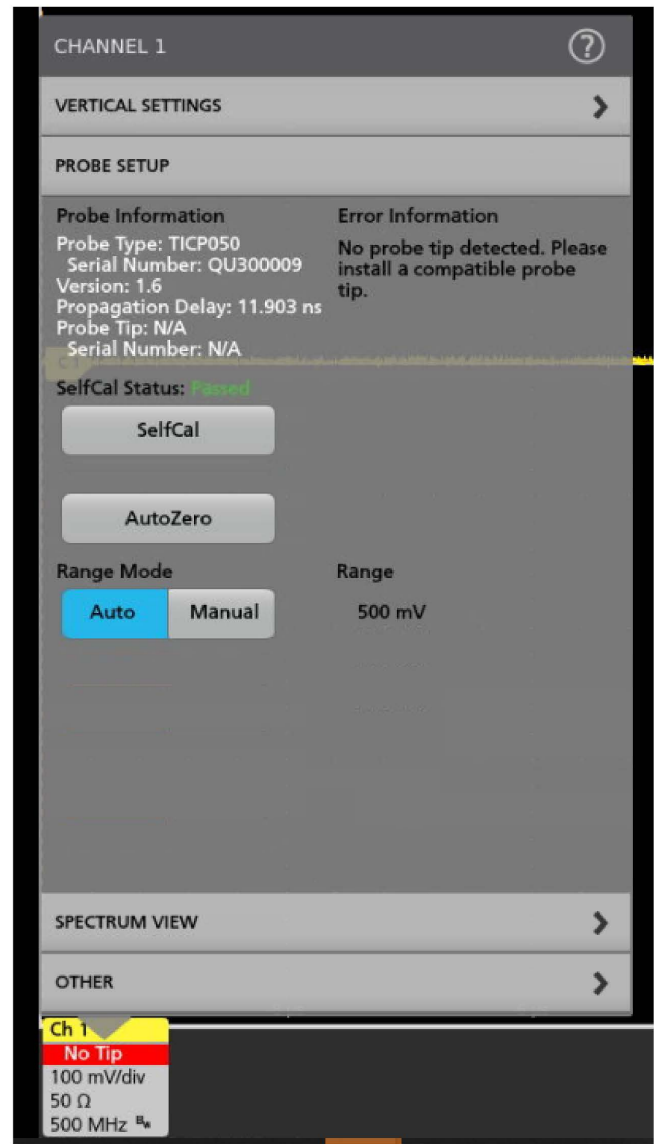 CHANNEL 1
?
VERTICAL SETTINGS
PROBE SETUP
Probe Information
Probe Type: TICP050
Serial Number: QU300009
Version: 1.6
Propagation Delay: 11.903 ns
Probe Tip: N/A
Serial Number: N/A
Error Information
No probe tip detected. Please
install a compatible probe
tip.
C1
SelfCal Status: Passed
SelfCal
AutoZero
Range Mode
Auto
Manual
Range
500 mV
SPECTRUM VIEW
OTHER
Ch 1
No Tip
100 mV/div
50 Ω
500 MHz Bw